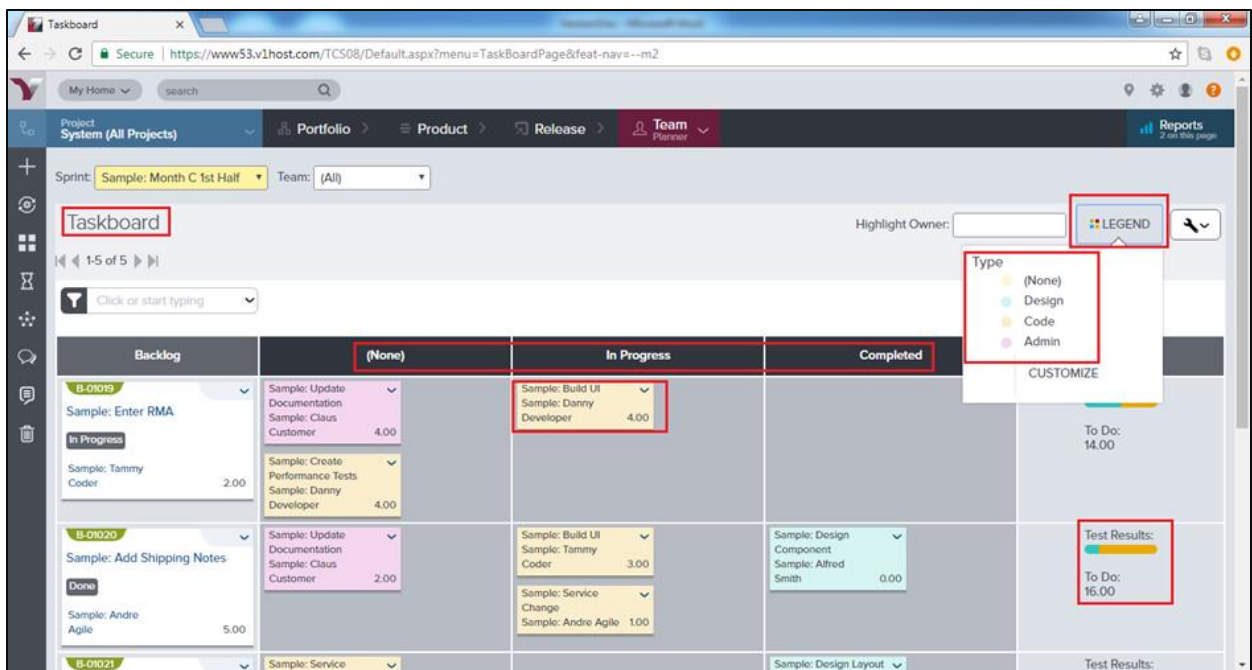 Taskboard
Secure | https://www53.v1host.com/TCS08/Default.aspx?menu=TaskBoardPage&feat-nav=--m2
My Home
search
Project
System (All Projects)
Portfolio
Product
Release
Team
Planner
Reports
2 on this page
Sprint: Sample: Month C 1st Half
Team: (All)
Taskboard
Highlight Owner:
LEGEND
1-5 of 5
Type
(None)
Design
Code
Admin
CUSTOMIZE
Click or start typing
Backlog
(None)
In Progress
Completed
B-01019
Sample: Enter RMA
In Progress
Sample: Tammy
Coder 2.00
Sample: Update
Documentation
Sample: Claus
Customer 4.00
Sample: Create
Performance Tests
Sample: Danny
Developer 4.00
Sample: Build UI
Sample: Danny
Developer 4.00
To Do:
14.00
B-01020
Sample: Add Shipping Notes
Done
Sample: Andre
Agile 5.00
Sample: Update
Documentation
Sample: Claus
Customer 2.00
Sample: Build UI
Sample: Tammy
Coder 3.00
Sample: Service
Change
Sample: Andre Agile 1.00
Sample: Design
Component
Sample: Alfred
Smith 0.00
Test Results:
To Do:
16.00
B-01021
Sample: Service
Sample: Design Layout
Test Results: